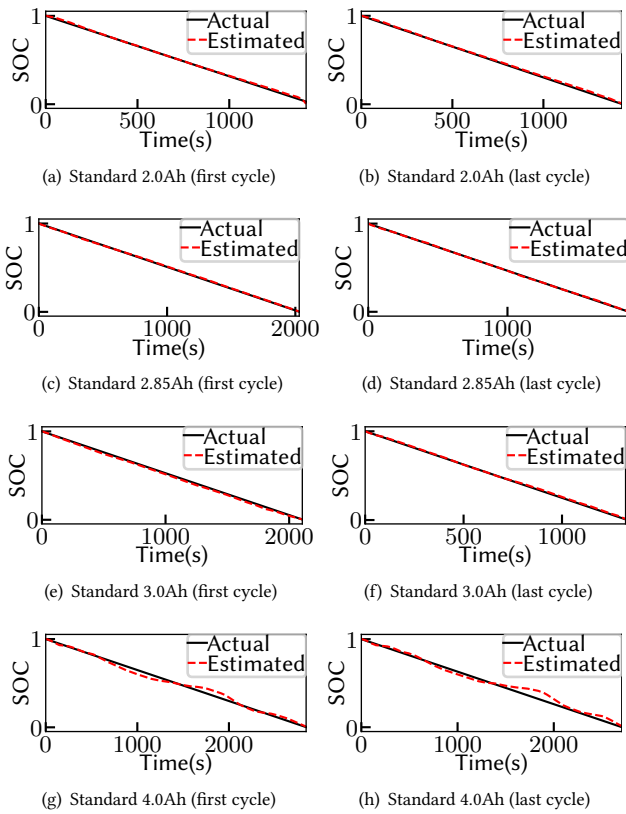 1
SOC
0
Actual
Estimated
0 500 1000
Time(s)
(a) Standard 2.0Ah (first cycle)
1
SOC
0
Actual
Estimated
0 500 1000
Time(s)
(b) Standard 2.0Ah (last cycle)
1
SOC
0
Actual
Estimated
0 1000 2000
Time(s)
(c) Standard 2.85Ah (first cycle)
1
SOC
0
Actual
Estimated
0 1000
Time(s)
(d) Standard 2.85Ah (last cycle)
1
SOC
0
Actual
Estimated
0 1000 2000
Time(s)
(e) Standard 3.0Ah (first cycle)
1
SOC
0
Actual
Estimated
0 500 1000
Time(s)
(f) Standard 3.0Ah (last cycle)
1
SOC
0
Actual
Estimated
0 1000 2000
Time(s)
(g) Standard 4.0Ah (first cycle)
1
SOC
0
Actual
Estimated
0 1000 2000
Time(s)
(h) Standard 4.0Ah (last cycle)